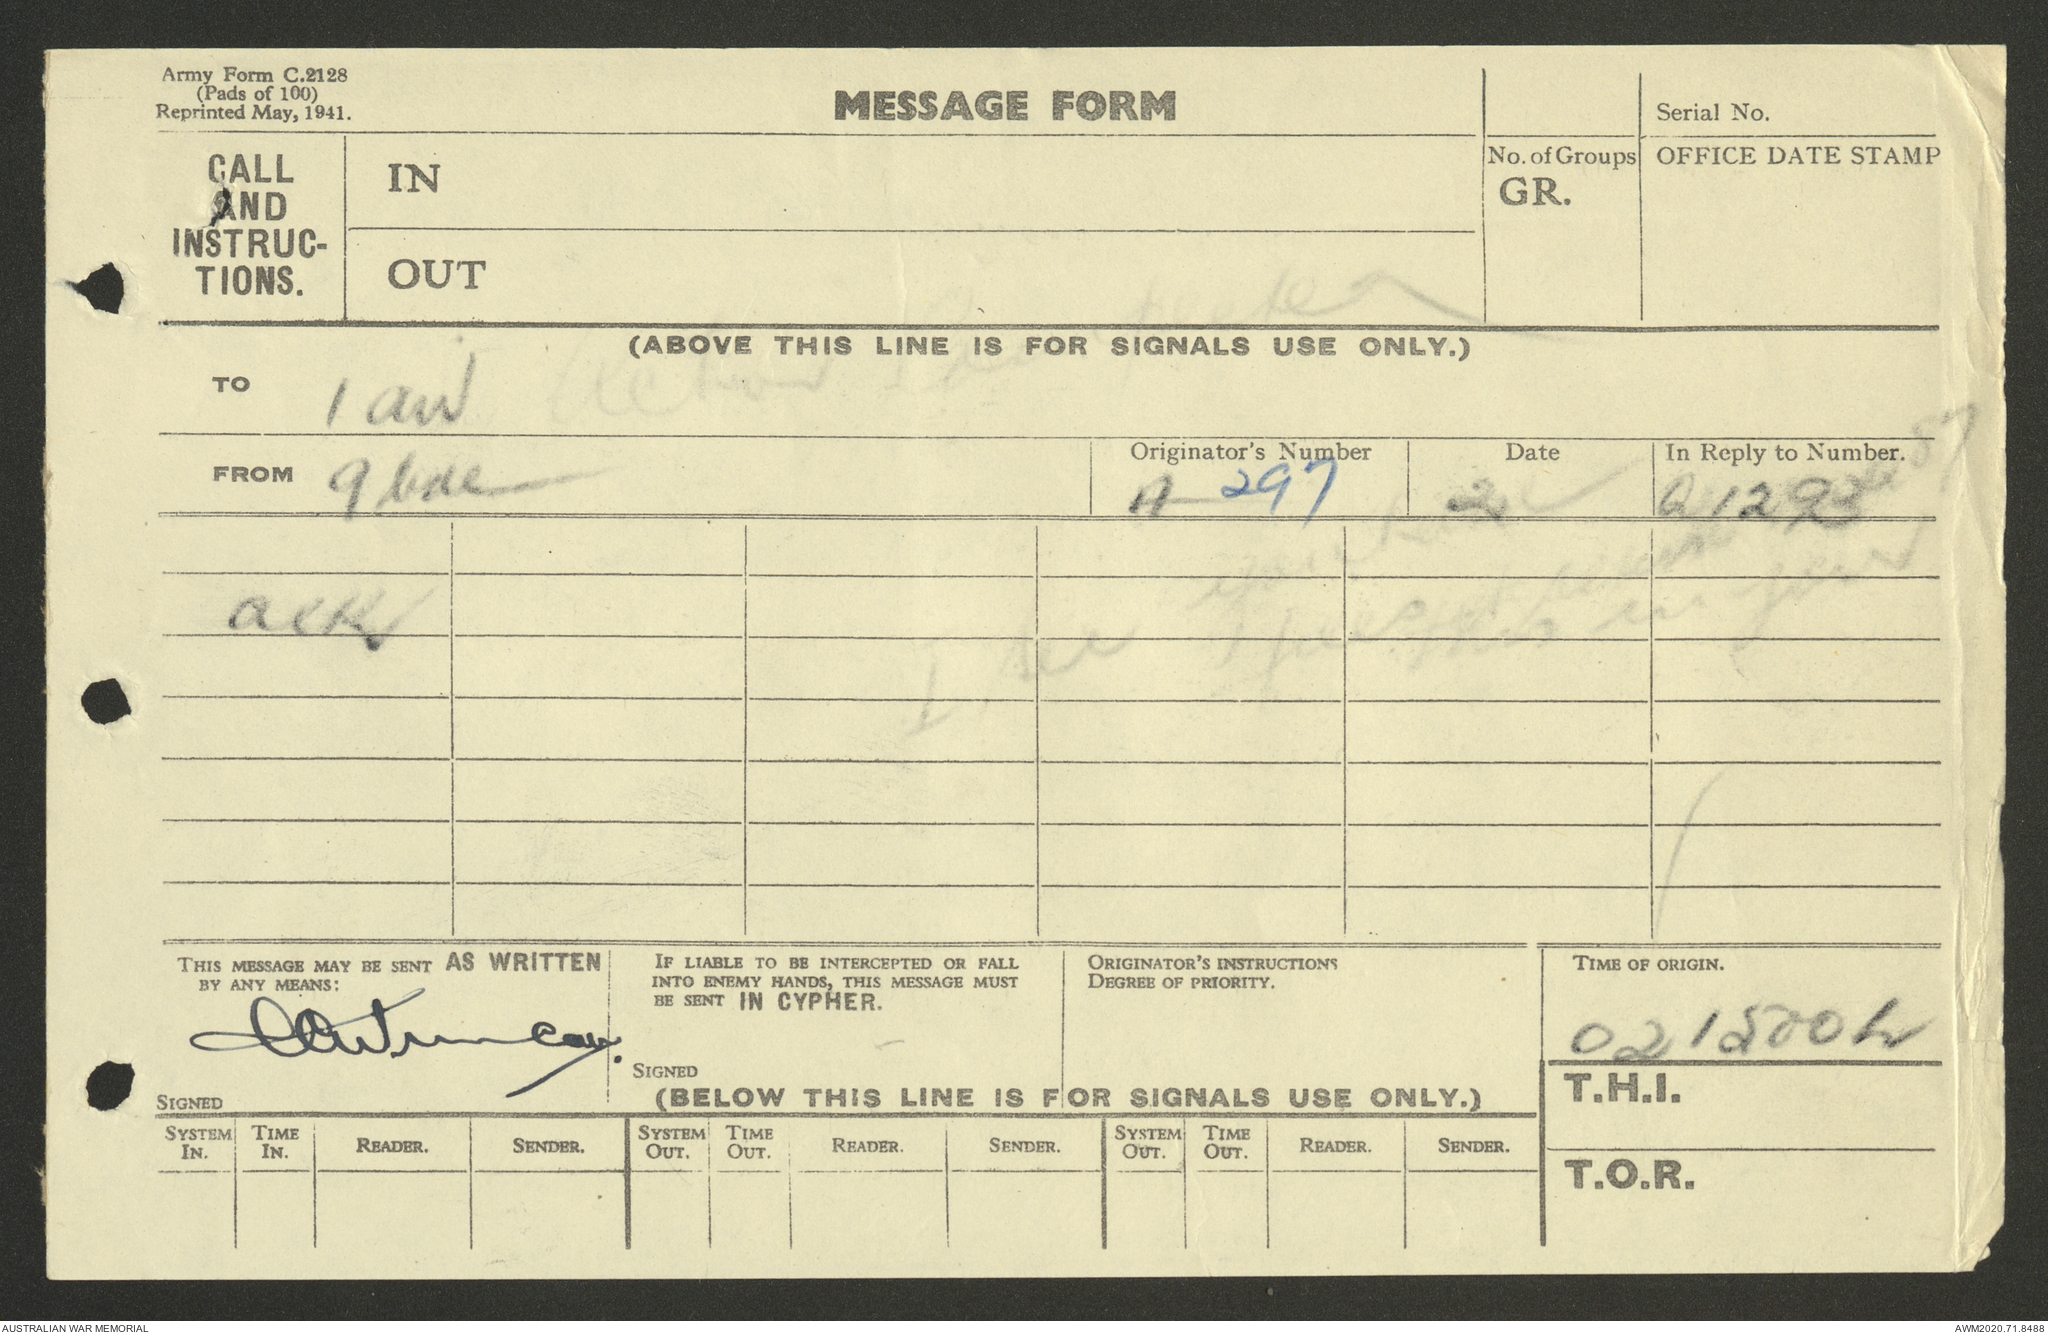 Army Form C.2128
(Pads of 100)
Reprinted May, 1941.
MESSAGE FORM
Serial No.
CALL
AND
INSTRUC-
TIONS.
IN
OUT
No. of Groups
GR.
OFFICE DATE STAMP
(ABOVE THIS LINE IS FOR SIGNALS USE ONLY.)
TO 1 aust
FROM 9 bde
Originator's Number
A 297
Date
2
In Reply to Number.
Q 1293
57
ack
THIS MESSAGE MAY BE SENT AS WRITTEN
BY ANY MEANS:
SIGNED
IF LIABLE TO BE INTERCEPTED OR FALL
INTO ENEMY HANDS, THIS MESSAGE MUST
BE SENT IN CYPHER.
SIGNED
ORIGINATOR'S INSTRUCTIONS
DEGREE OF PRIORITY.
TIME OF ORIGIN.
021500 h
(BELOW THIS LINE IS FOR SIGNALS USE ONLY.)
T.H.I.
T.O.R.
SYSTEM IN. TIME IN. READER. SENDER. SYSTEM OUT. TIME OUT. READER. SENDER. SYSTEM OUT. TIME OUT. READER. SENDER.
AUSTRALIAN WAR MEMORIAL
AWM2020.71.8488